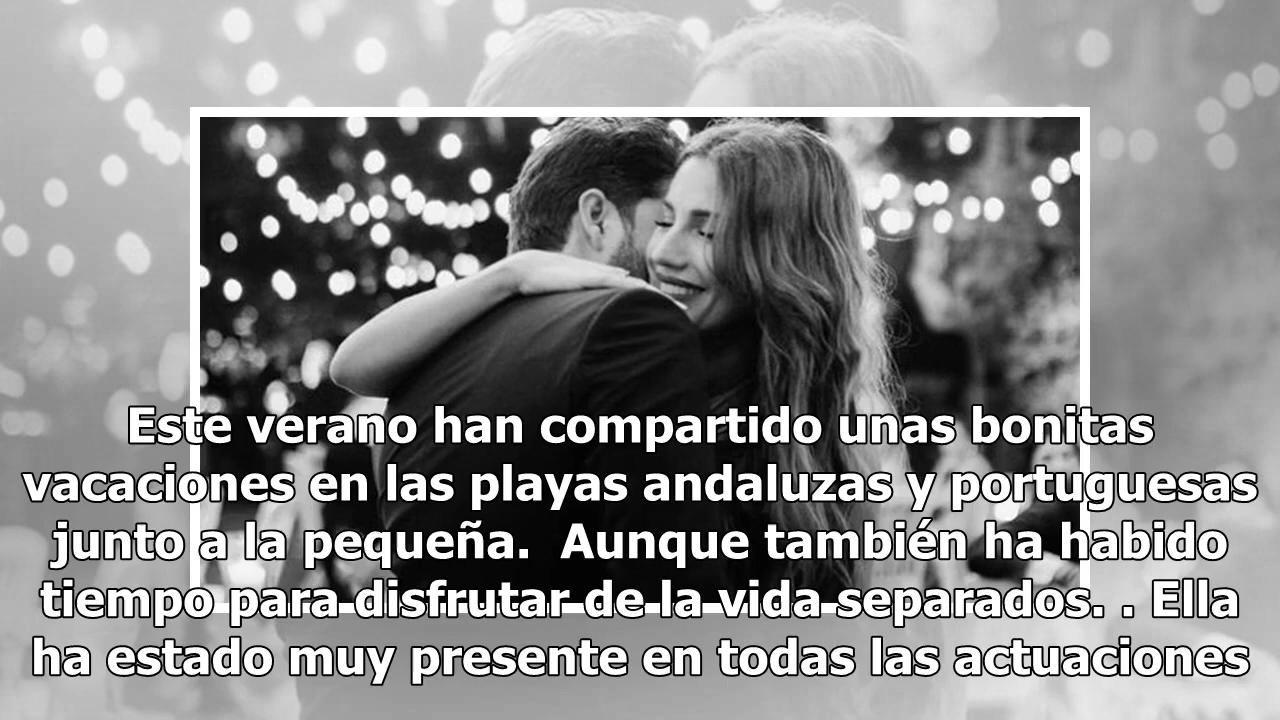 Este verano han compartido unas bonitas
vacaciones en las playas andaluzas y portuguesas
junto a la pequeña.  Aunque también ha habido
tiempo para disfrutar de la vida separados. . Ella
ha estado muy presente en todas las actuaciones